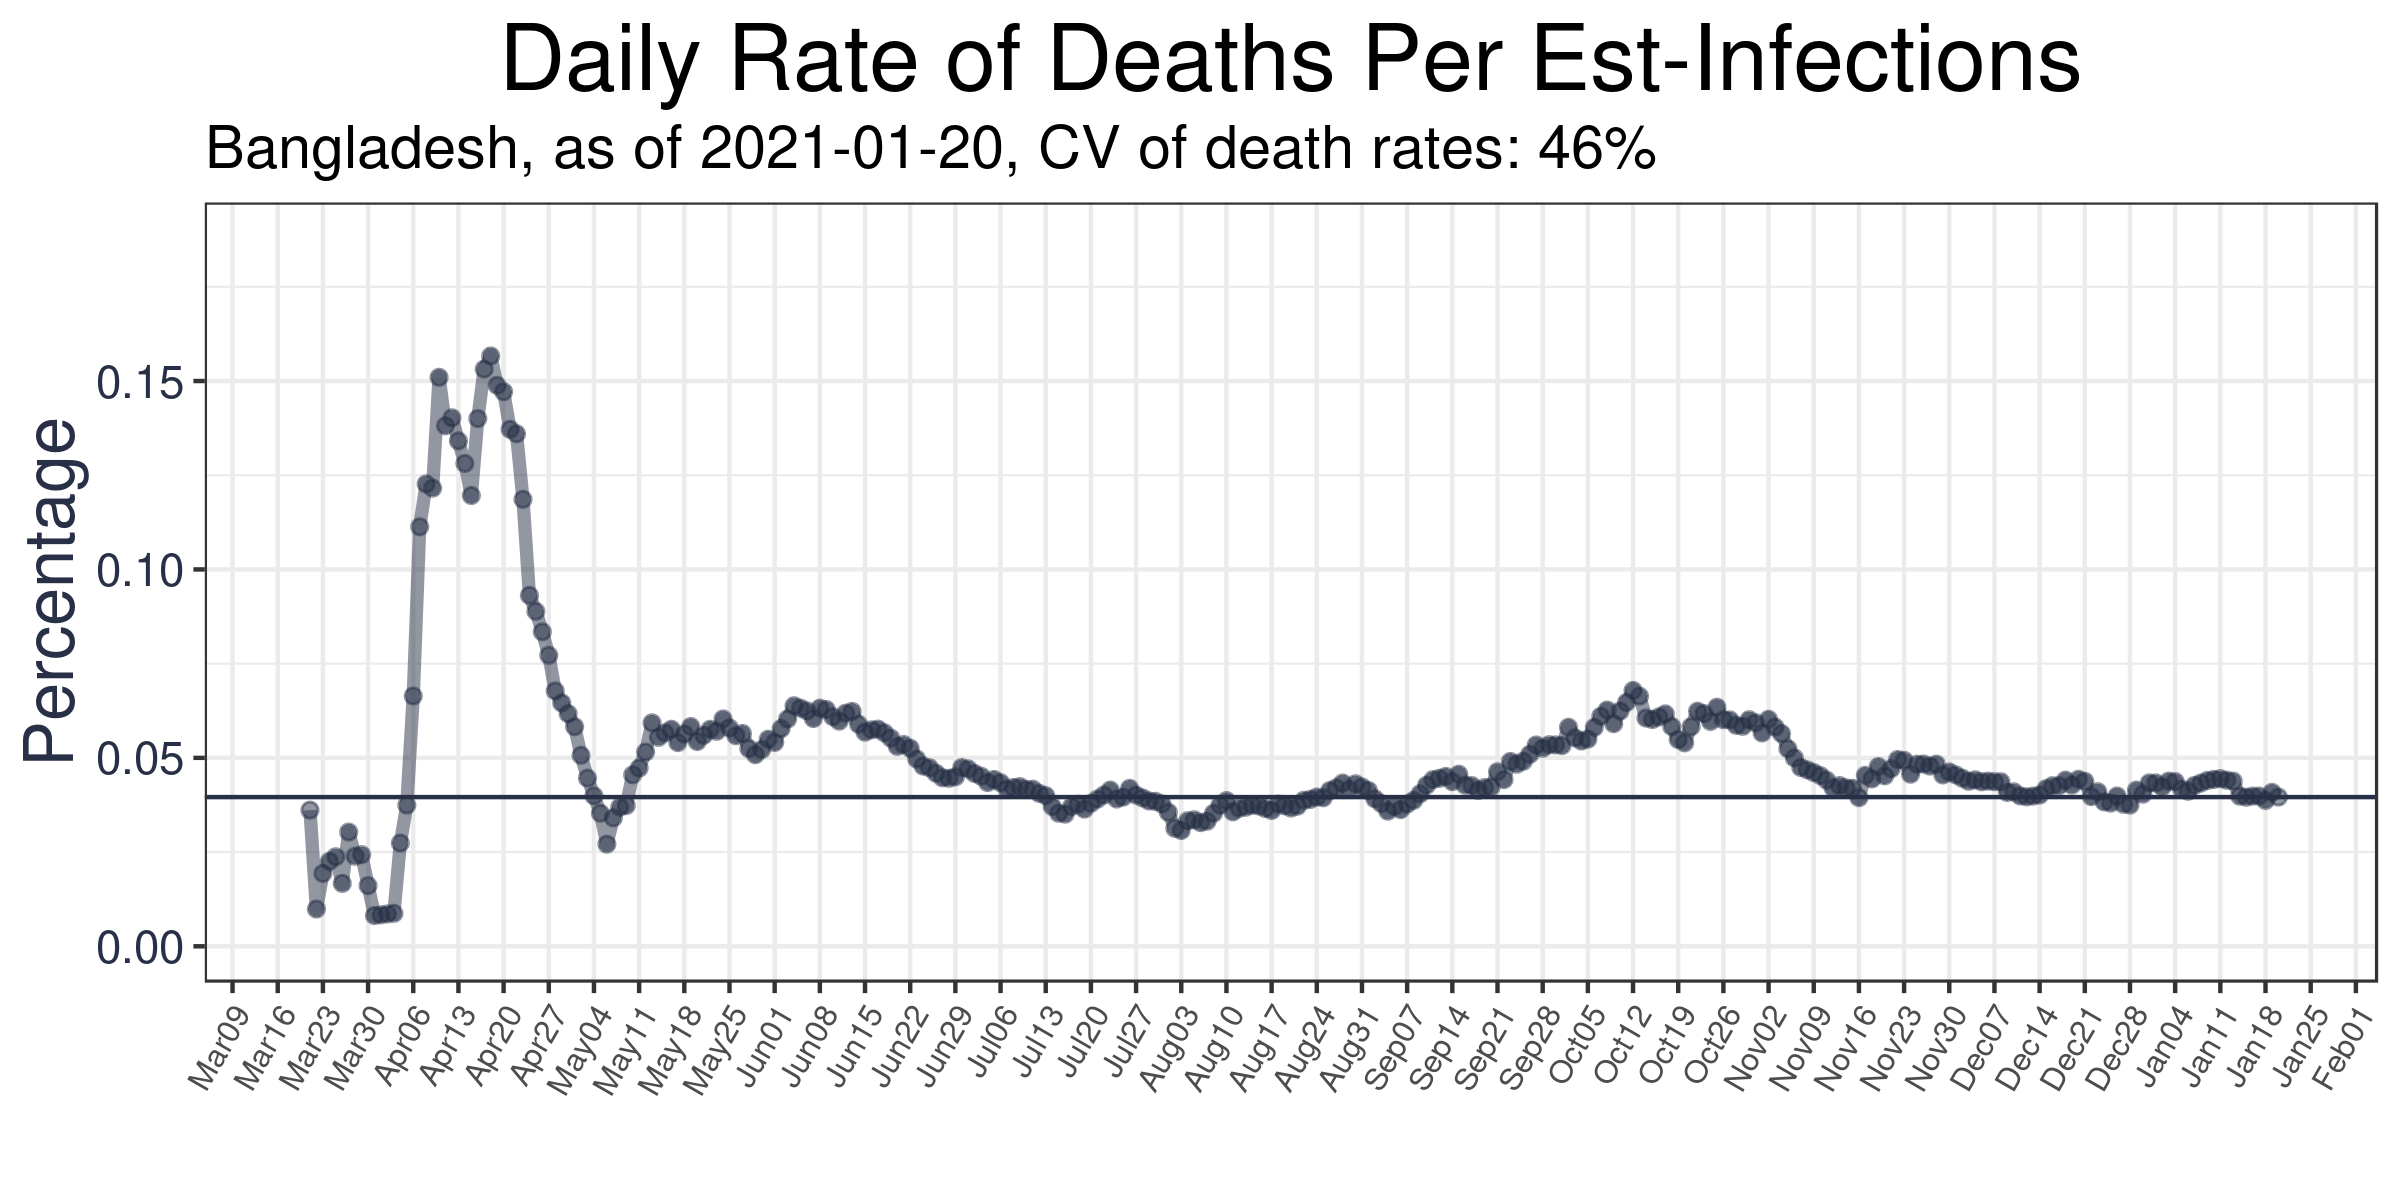 Daily Rate of Deaths Per Est-Infections
Bangladesh, as of 2021-01-20, CV of death rates: 46%
Percentage
0.15
0.10
0.05
0.00
Mar09 Mar16 Mar23 Mar30 Apr06 Apr13 Apr20 Apr27 May04 May11 May18 May25 Jun01 Jun08 Jun15 Jun22 Jun29 Jul06 Jul13 Jul20 Jul27 Aug03 Aug10 Aug17 Aug24 Aug31 Sep07 Sep14 Sep21 Sep28 Oct05 Oct12 Oct19 Oct26 Nov02 Nov09 Nov16 Nov23 Nov30 Dec07 Dec14 Dec21 Dec28 Jan04 Jan11 Jan18 Jan25 Feb01